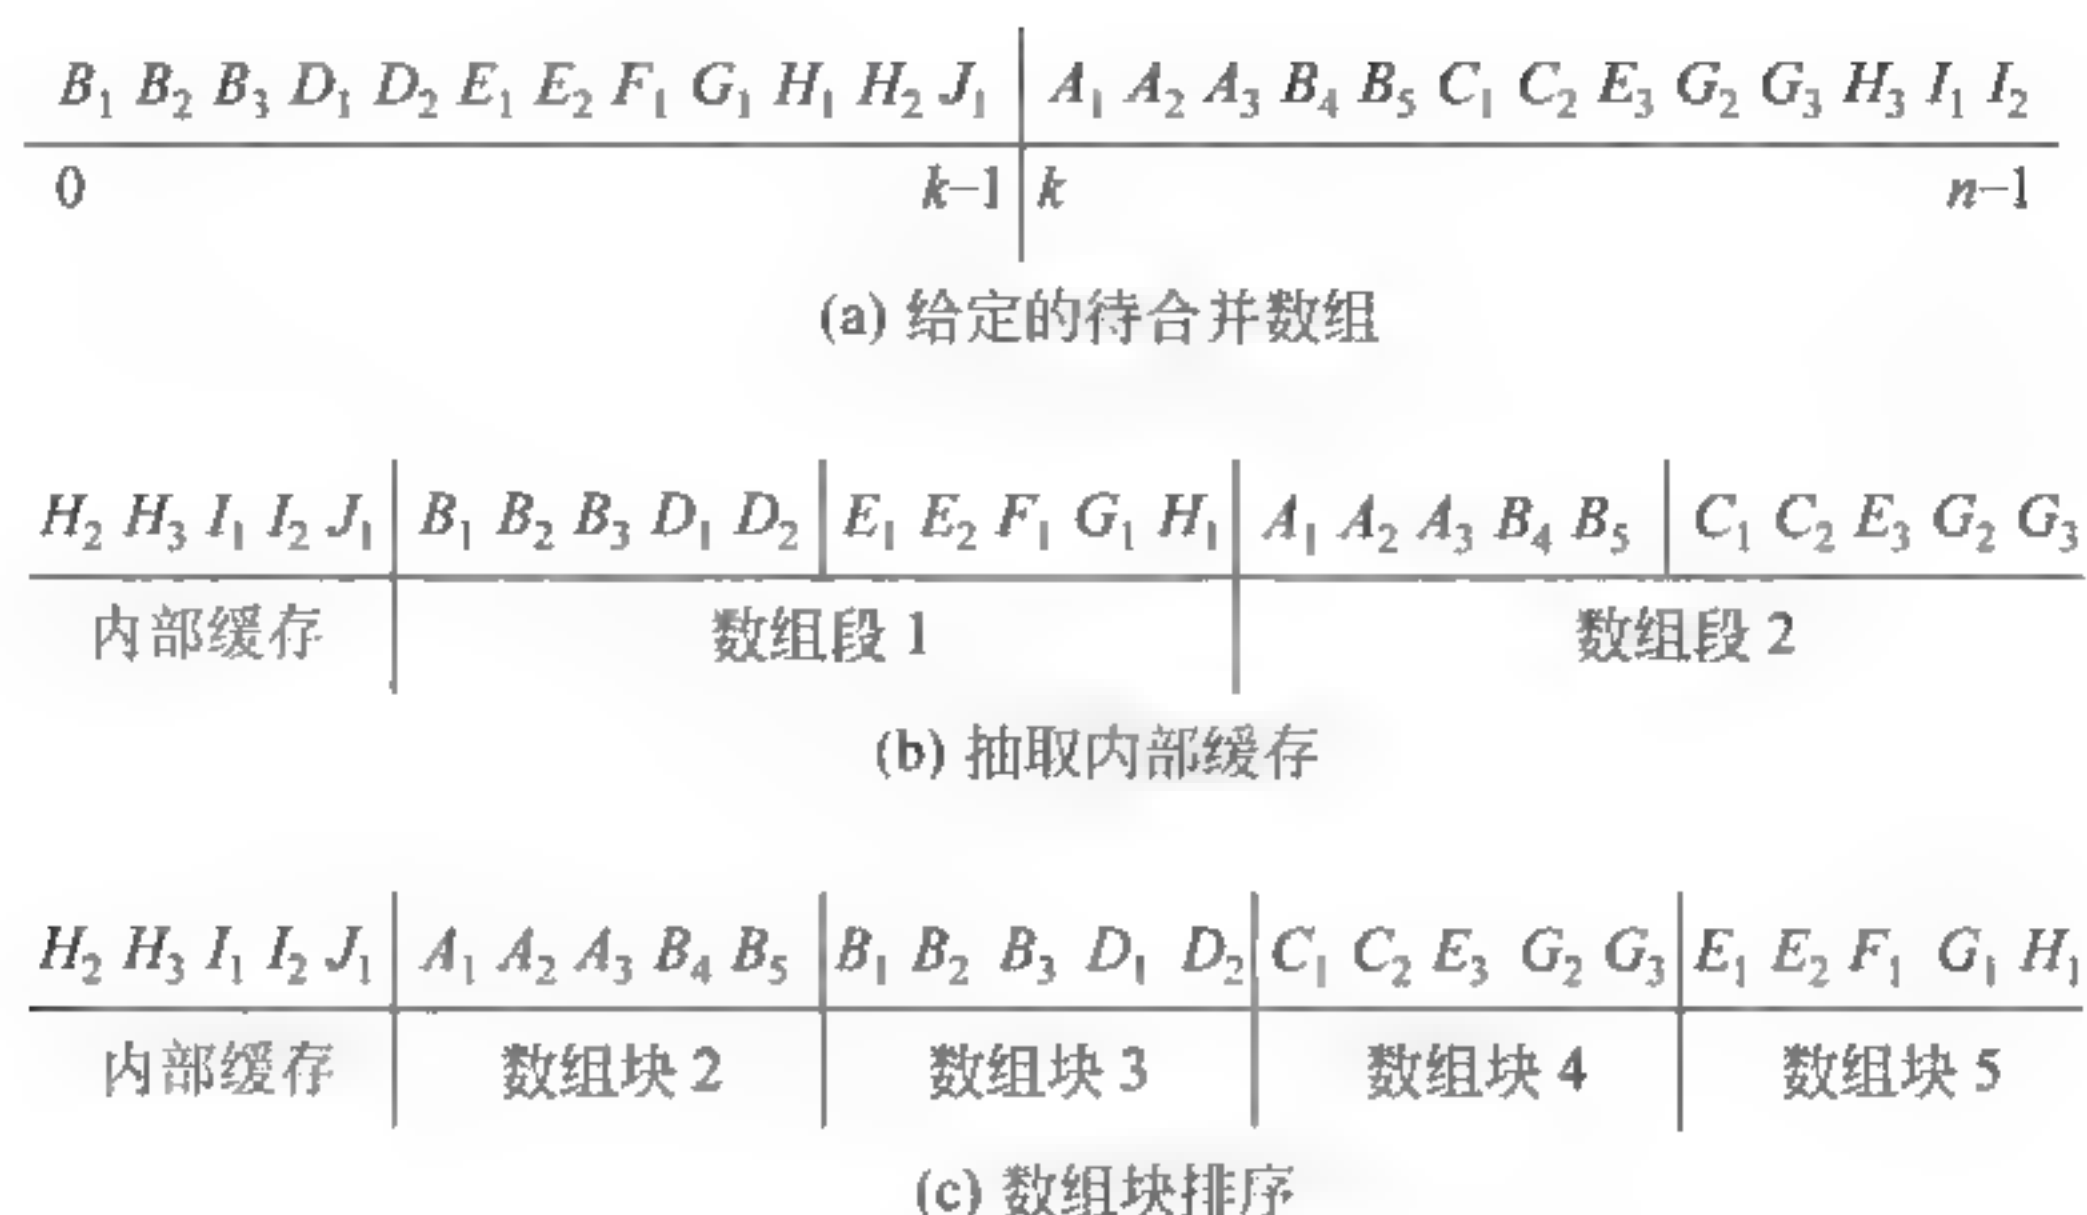 B₁ B₂ B₃ D₁ D₂ E₁ E₂ F₁ G₁ H₁ H₂ J₁ A₁ A₂ A₃ B₄ B₅ C₁ C₂ E₃ G₂ G₃ H₃ I₁ I₂
0 k−1 k n−1
(a) 给定的待合并数组
H₂ H₃ I₁ I₂ J₁ B₁ B₂ B₃ D₁ D₂ E₁ E₂ F₁ G₁ H₁ A₁ A₂ A₃ B₄ B₅ C₁ C₂ E₃ G₂ G₃
内部缓存 数组段 1 数组段 2
(b) 抽取内部缓存
H₂ H₃ I₁ I₂ J₁ A₁ A₂ A₃ B₄ B₅ B₁ B₂ B₃ D₁ D₂ C₁ C₂ E₃ G₂ G₃ E₁ E₂ F₁ G₁ H₁
内部缓存 数组块 2 数组块 3 数组块 4 数组块 5
(c) 数组块排序